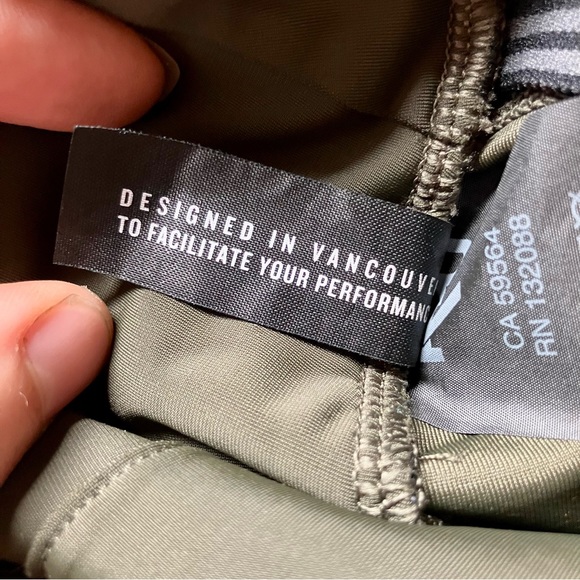 DESIGNED IN VANCOUVE
TO FACILITATE YOUR PERFORMANC
CA 59564
RN 132088